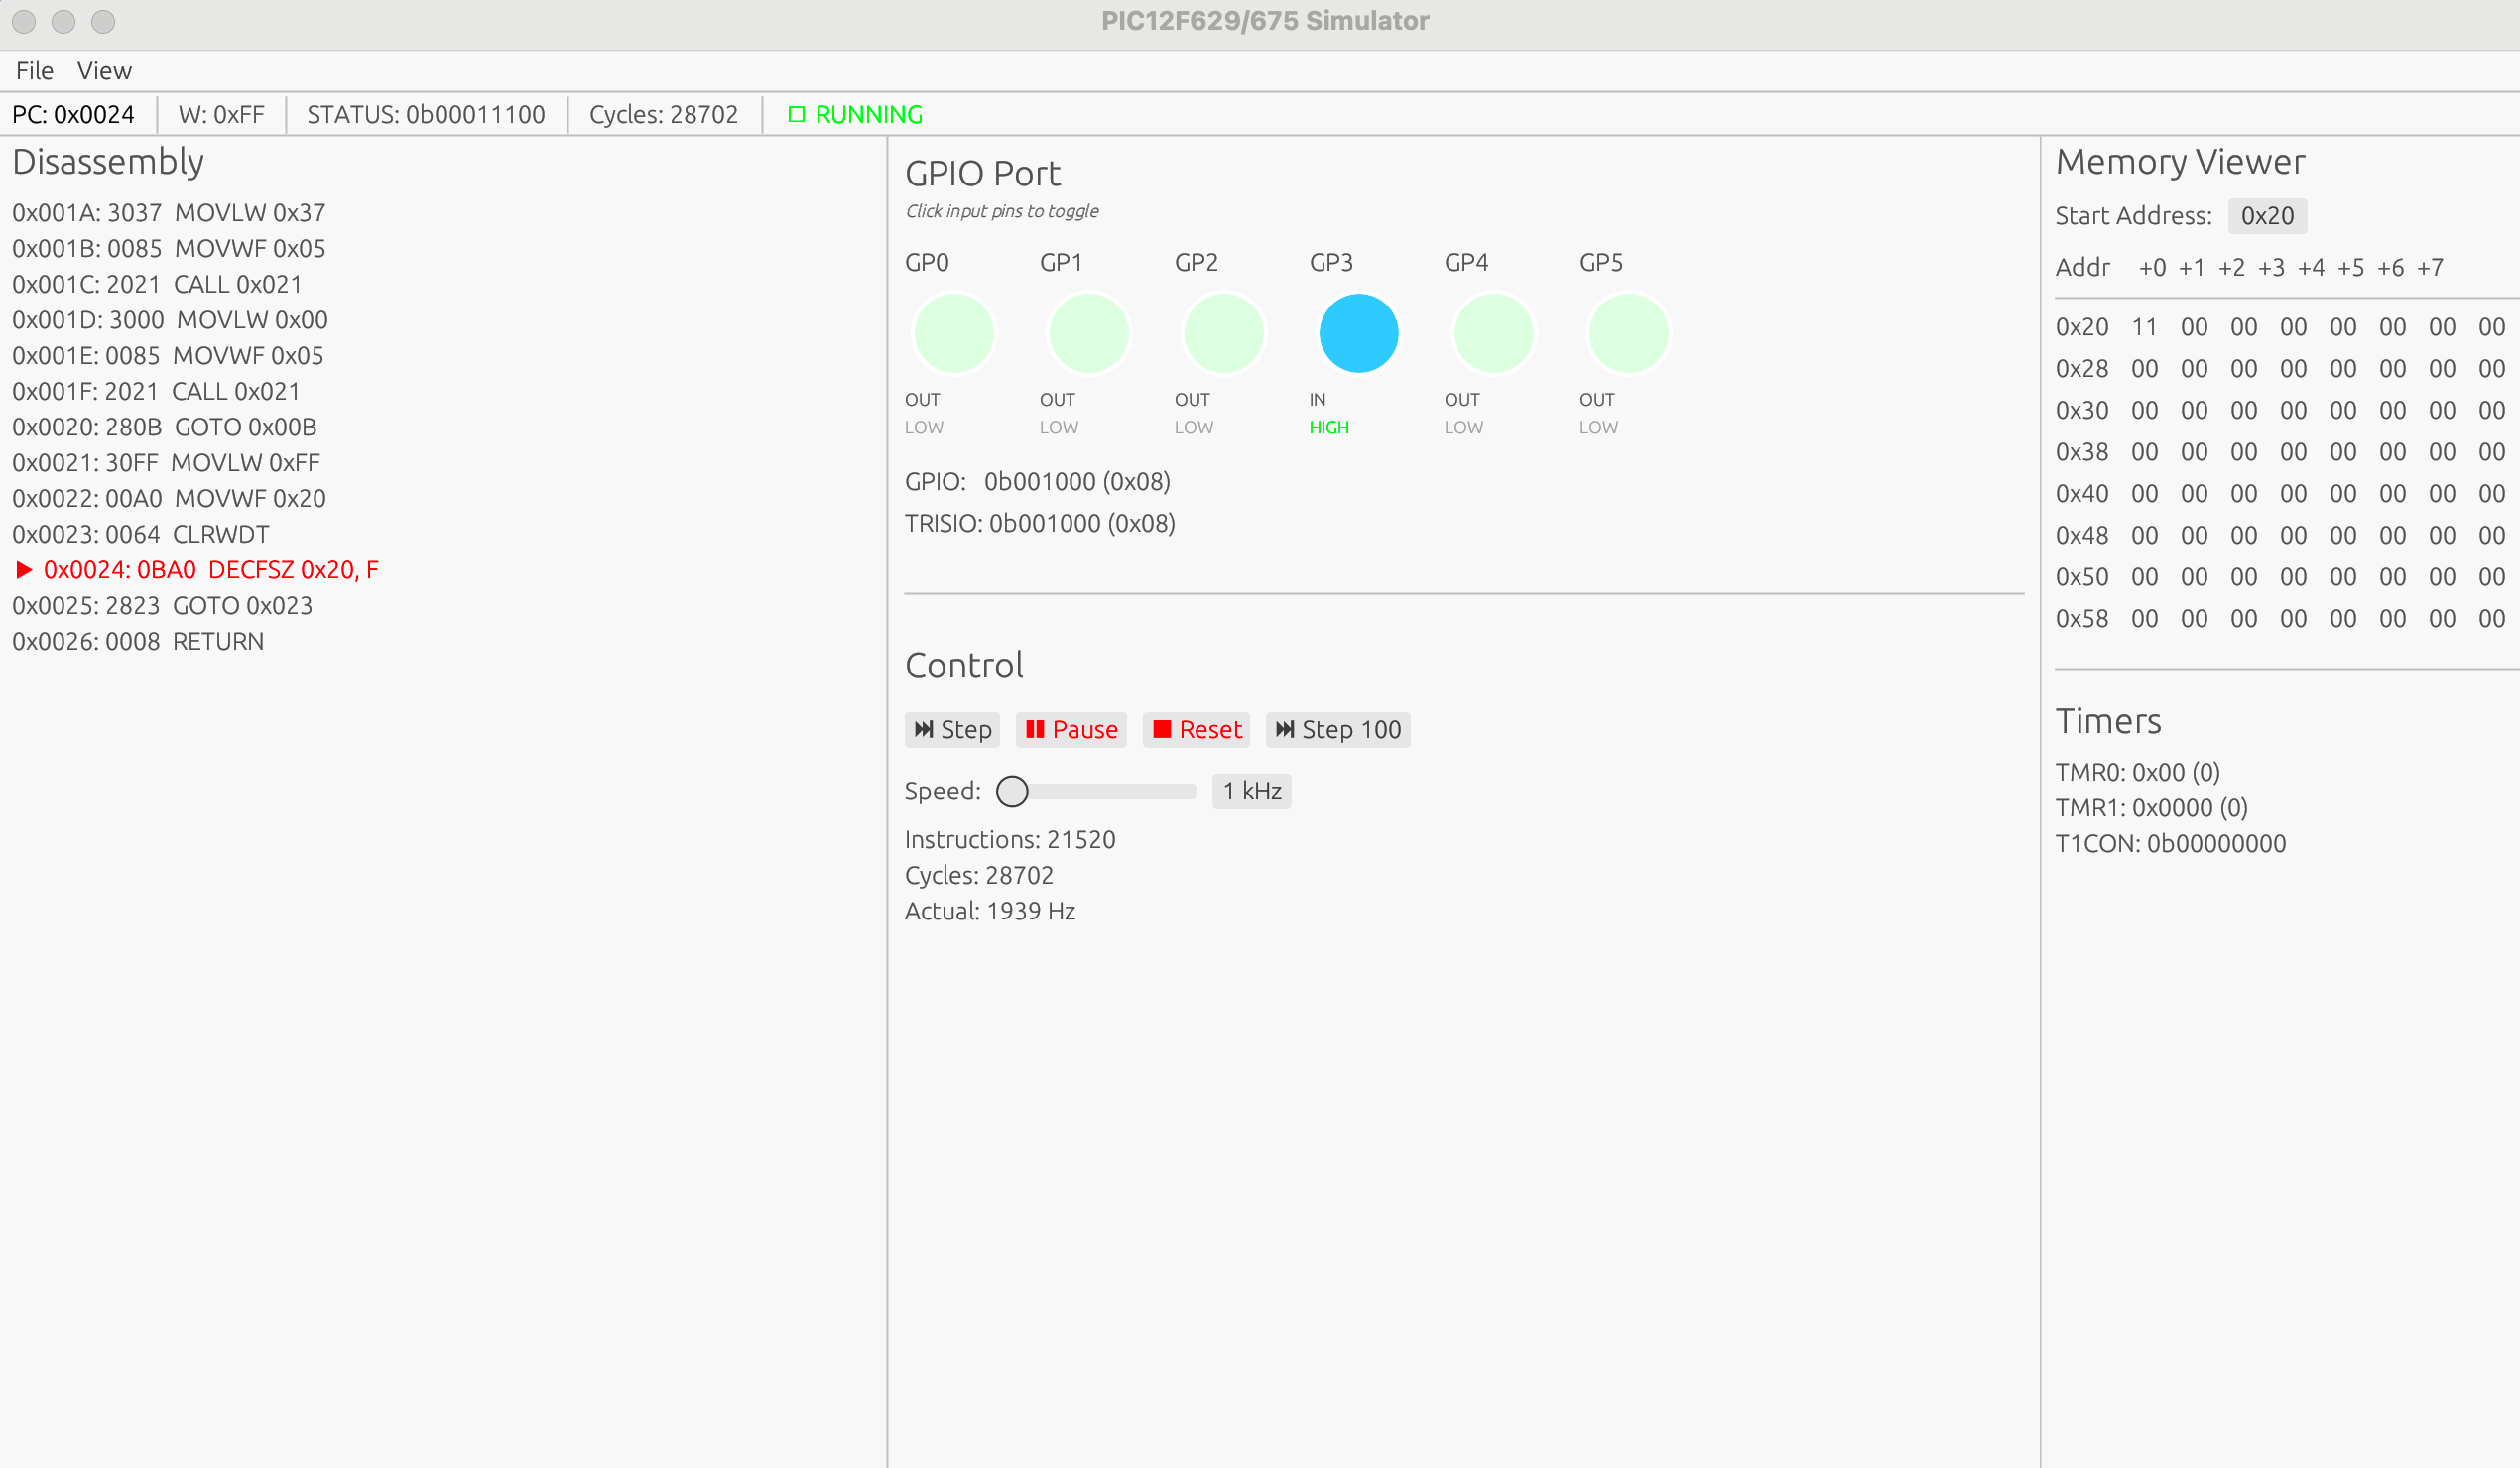 PIC12F629/675 Simulator
File View
PC: 0x0024 W: 0xFF STATUS: 0b00011100 Cycles: 28702 RUNNING
Disassembly
0x001A: 3037 MOVLW 0x37
0x001B: 0085 MOVWF 0x05
0x001C: 2021 CALL 0x021
0x001D: 3000 MOVLW 0x00
0x001E: 0085 MOVWF 0x05
0x001F: 2021 CALL 0x021
0x0020: 280B GOTO 0x00B
0x0021: 30FF MOVLW 0xFF
0x0022: 00A0 MOVWF 0x20
0x0023: 0064 CLRWDT
▶ 0x0024: 0BA0 DECFSZ 0x20, F
0x0025: 2823 GOTO 0x023
0x0026: 0008 RETURN
GPIO Port
Click input pins to toggle
GP0 GP1 GP2 GP3 GP4 GP5
OUT OUT OUT IN OUT OUT
LOW LOW LOW HIGH LOW LOW
GPIO: 0b001000 (0x08)
TRISIO: 0b001000 (0x08)
Control
Step Pause Reset Step 100
Speed: 1 kHz
Instructions: 21520
Cycles: 28702
Actual: 1939 Hz
Memory Viewer
Start Address: 0x20
Addr +0 +1 +2 +3 +4 +5 +6 +7
0x20 11 00 00 00 00 00 00 00
0x28 00 00 00 00 00 00 00 00
0x30 00 00 00 00 00 00 00 00
0x38 00 00 00 00 00 00 00 00
0x40 00 00 00 00 00 00 00 00
0x48 00 00 00 00 00 00 00 00
0x50 00 00 00 00 00 00 00 00
0x58 00 00 00 00 00 00 00 00
Timers
TMR0: 0x00 (0)
TMR1: 0x0000 (0)
T1CON: 0b00000000